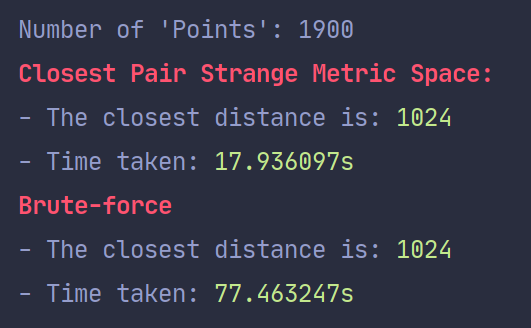 Number of 'Points': 1900
Closest Pair Strange Metric Space:
- The closest distance is: 1024
- Time taken: 17.936097s
Brute-force
- The closest distance is: 1024
- Time taken: 77.463247s